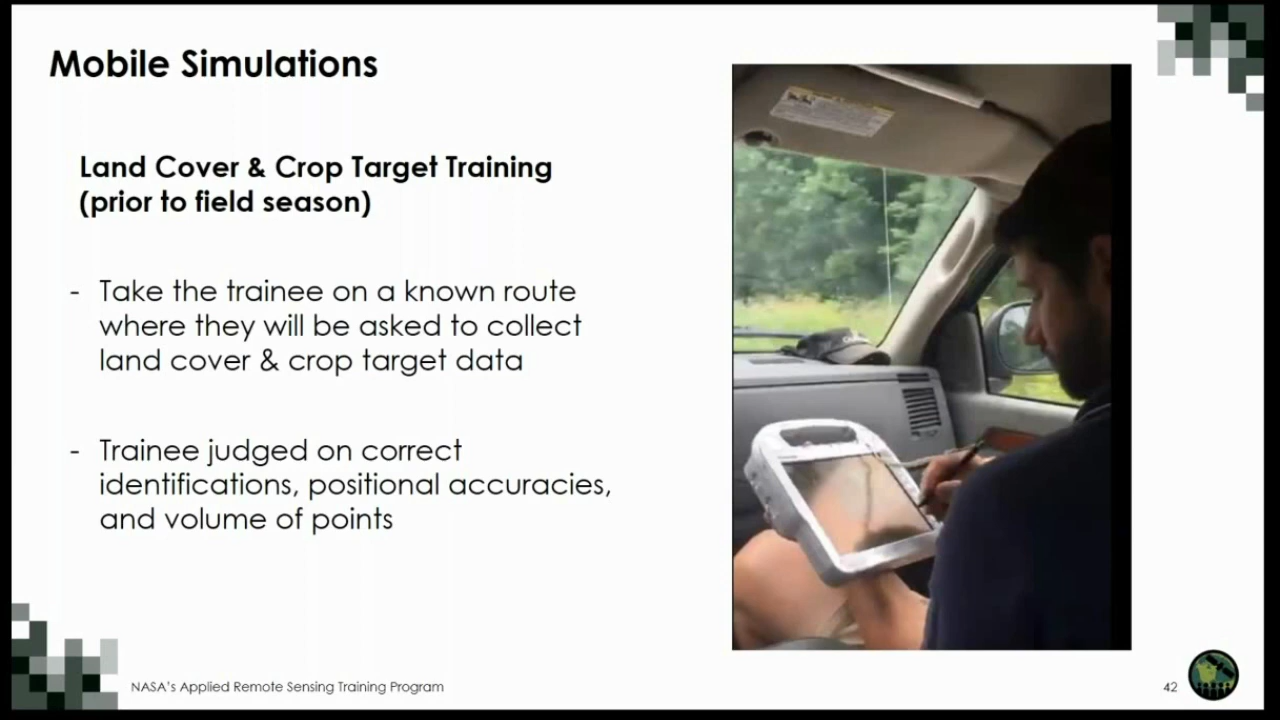 Mobile Simulations
Land Cover & Crop Target Training
(prior to field season)
- Take the trainee on a known route
where they will be asked to collect
land cover & crop target data
- Trainee judged on correct
identifications, positional accuracies,
and volume of points
NASA's Applied Remote Sensing Training Program
42